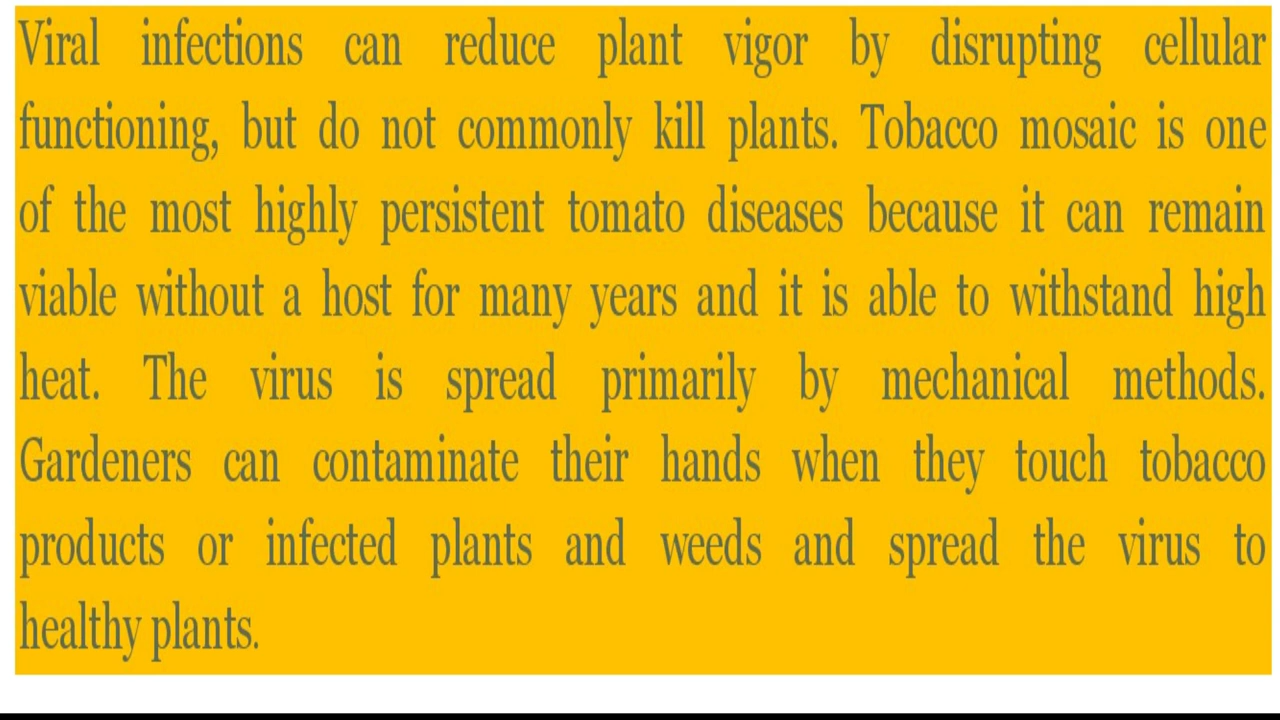 Viral infections can reduce plant vigor by disrupting cellular
functioning, but do not commonly kill plants. Tobacco mosaic is one
of the most highly persistent tomato diseases because it can remain
viable without a host for many years and it is able to withstand high
heat. The virus is spread primarily by mechanical methods.
Gardeners can contaminate their hands when they touch tobacco
products or infected plants and weeds and spread the virus to
healthy plants.